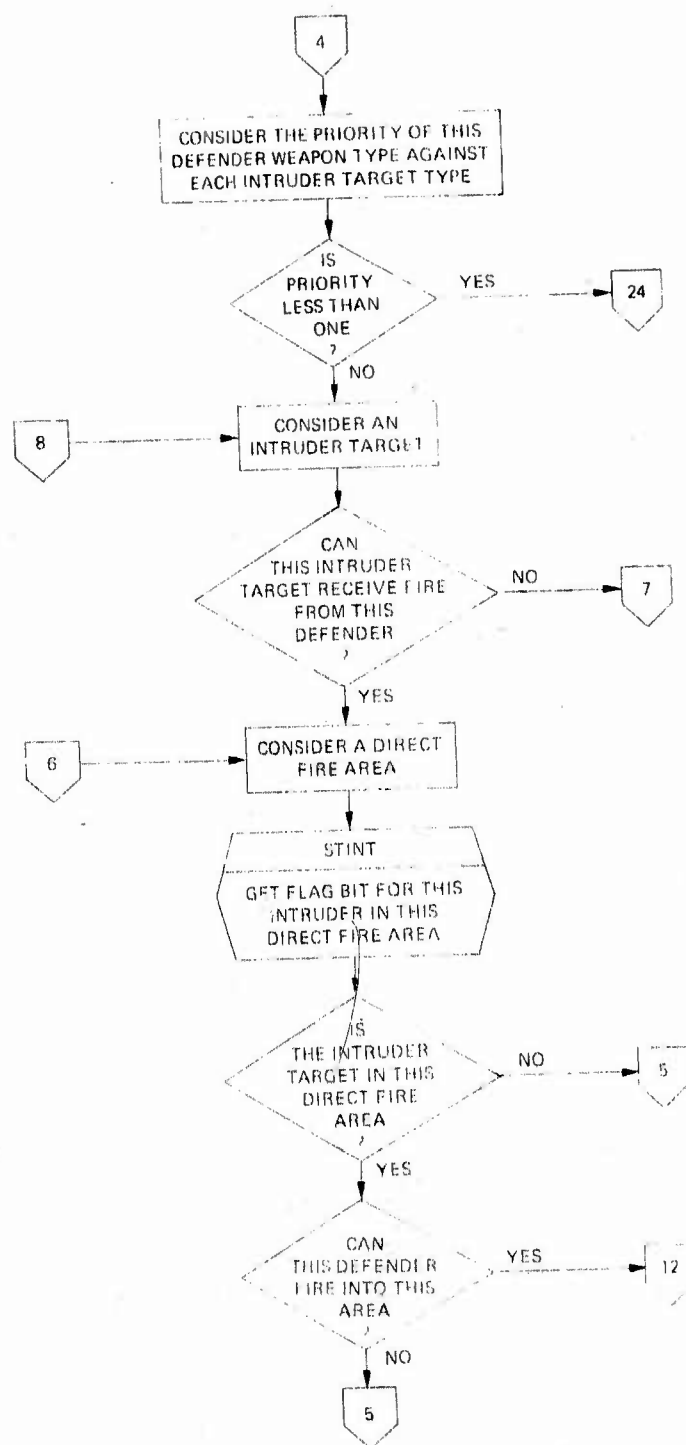 4
CONSIDER THE PRIORITY OF THIS
DEFENDER WEAPON TYPE AGAINST
EACH INTRUDER TARGET TYPE
IS
PRIORITY
LESS THAN
ONE
?
YES
24
NO
8
CONSIDER AN
INTRUDER TARGET
CAN
THIS INTRUDER
TARGET RECEIVE FIRE
FROM THIS
DEFENDER
?
NO
7
YES
6
CONSIDER A DIRECT
FIRE AREA
STINT
GET FLAG BIT FOR THIS
INTRUDER IN THIS
DIRECT FIRE AREA
IS
THE INTRUDER
TARGET IN THIS
DIRECT FIRE
AREA
?
NO
5
YES
CAN
THIS DEFENDER
FIRE INTO THIS
AREA
?
YES
12
NO
5